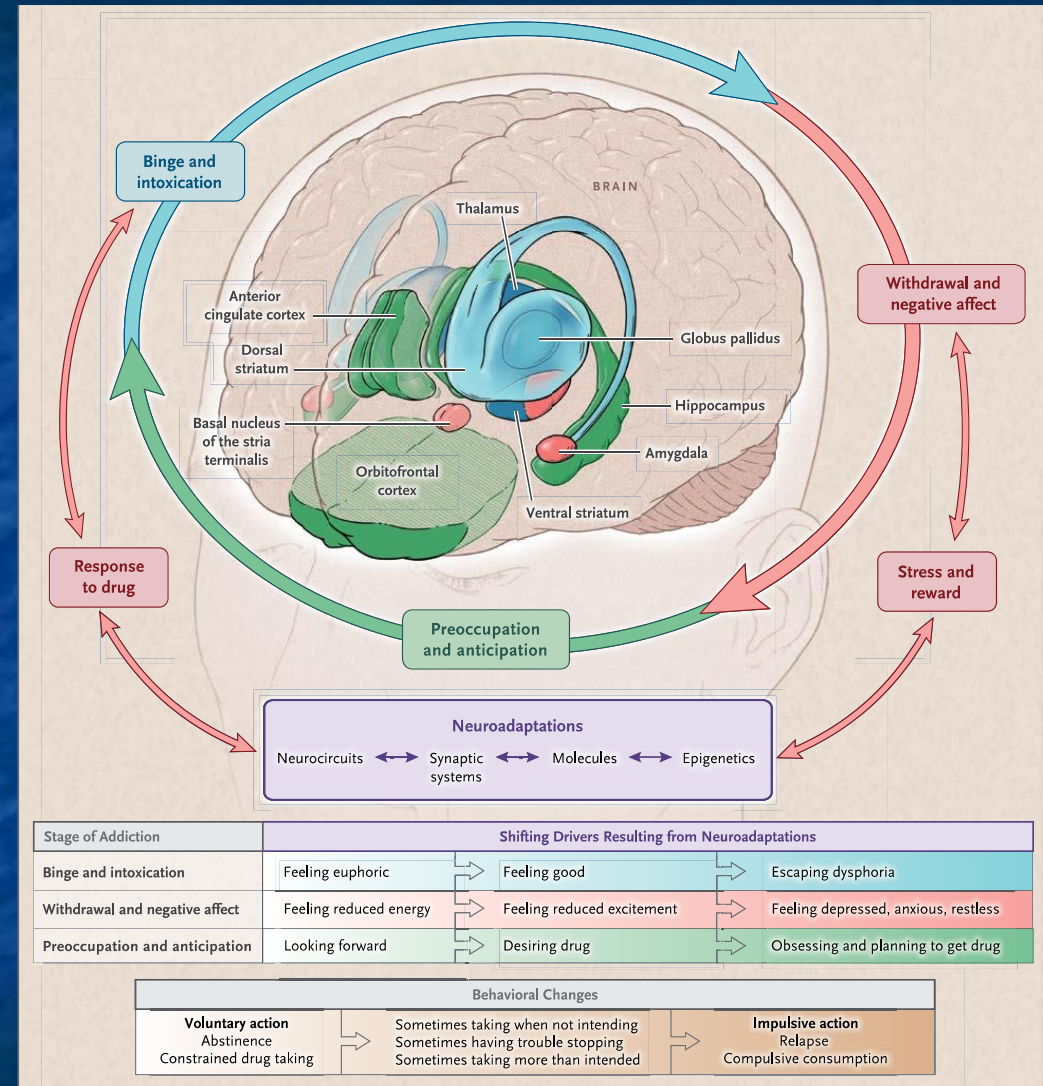 Binge and
intoxication
BRAIN
Thalamus
Withdrawal and
negative affect
Anterior
cingulate cortex
Globus pallidus
Dorsal
striatum
Hippocampus
Basal nucleus
of the stria
terminalis
Amygdala
Orbitofrontal
cortex
Ventral striatum
Response
to drug
Stress and
reward
Preoccupation
and anticipation
Neuroadaptations
Neurocircuits
Synaptic
systems
Molecules
Epigenetics
Stage of Addiction
Shifting Drivers Resulting from Neuroadaptations
Binge and intoxication
Feeling euphoric
Feeling good
Escaping dysphoria
Withdrawal and negative affect
Feeling reduced energy
Feeling reduced excitement
Feeling depressed, anxious, restless
Preoccupation and anticipation
Looking forward
Desiring drug
Obsessing and planning to get drug
Behavioral Changes
Voluntary action
Abstinence
Constrained drug taking
Sometimes taking when not intending
Sometimes having trouble stopping
Sometimes taking more than intended
Impulsive action
Relapse
Compulsive consumption